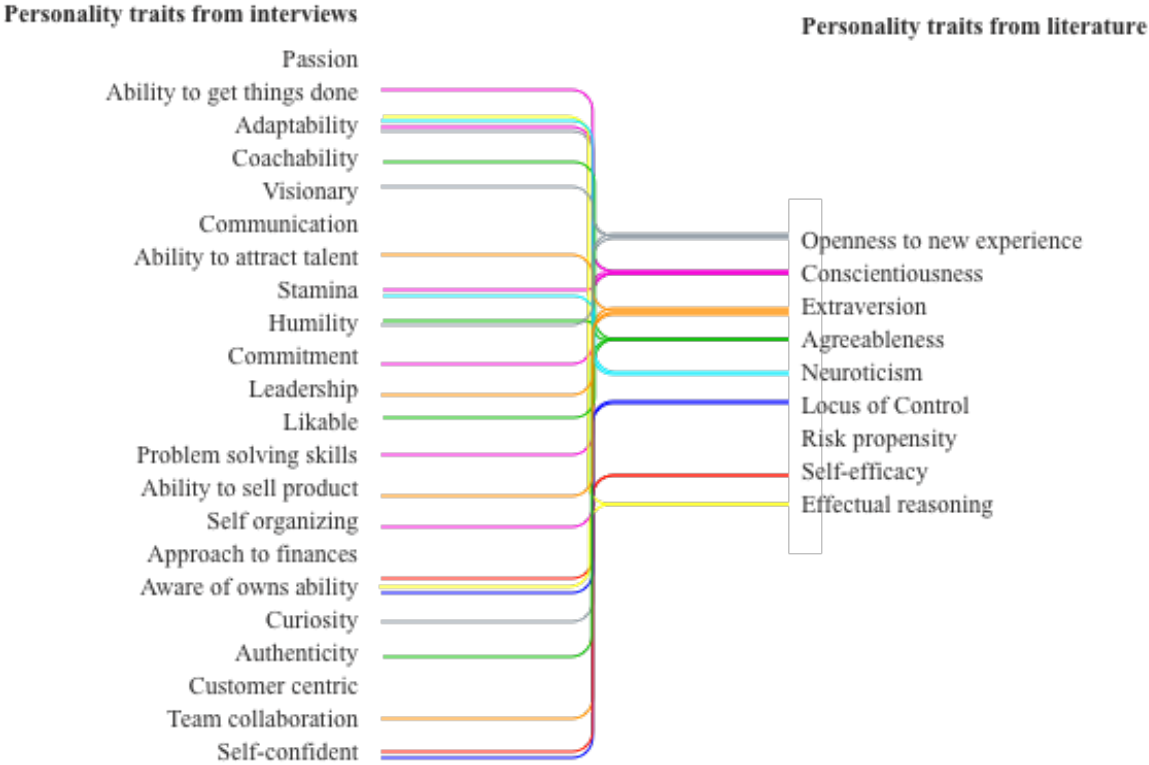 Personality traits from interviews
Passion
Ability to get things done
Adaptability
Coachability
Visionary
Communication
Ability to attract talent
Stamina
Humility
Commitment
Leadership
Likable
Problem solving skills
Ability to sell product
Self organizing
Approach to finances
Aware of owns ability
Curiosity
Authenticity
Customer centric
Team collaboration
Self-confident
Personality traits from literature
Openness to new experience
Conscientiousness
Extraversion
Agreeableness
Neuroticism
Locus of Control
Risk propensity
Self-efficacy
Effectual reasoning